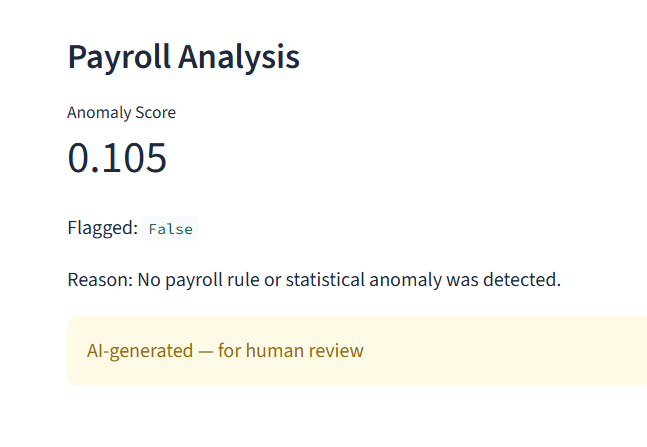 Payroll Analysis
Anomaly Score
0.105
Flagged: False
Reason: No payroll rule or statistical anomaly was detected.
AI-generated — for human review